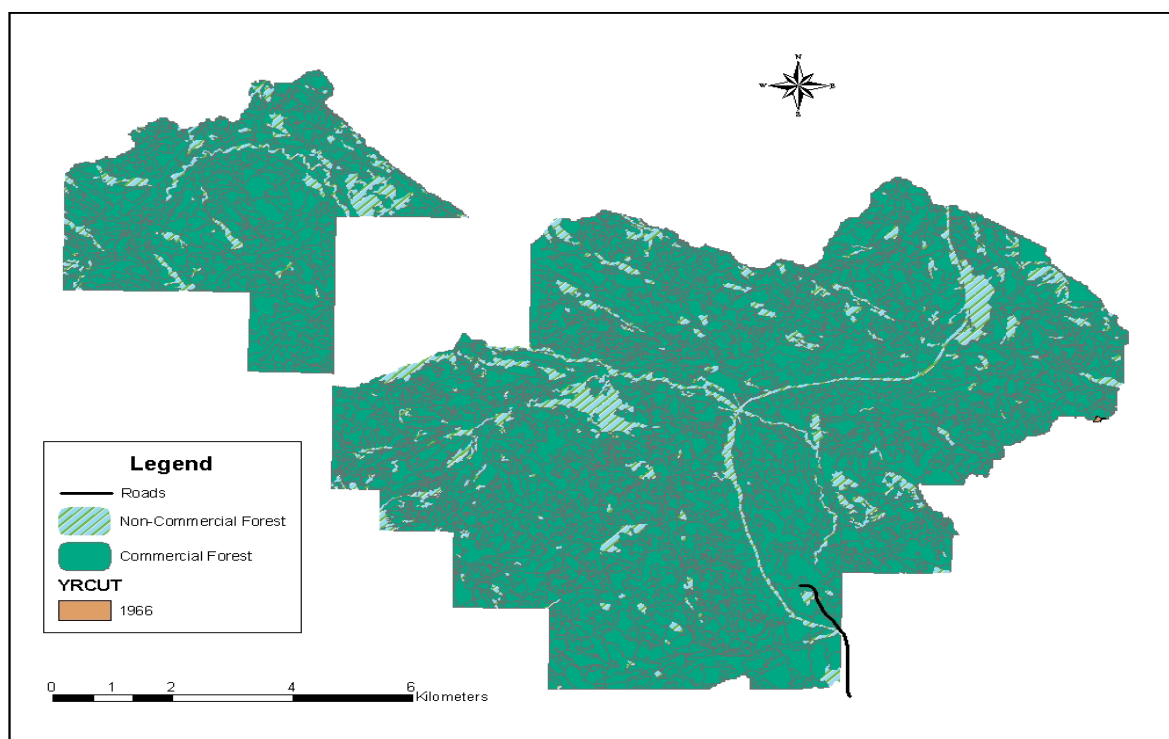 N
W E
S
Legend
Roads
Non-Commercial Forest
Commercial Forest
YRCUT
1966
0 1 2 4 6
Kilometers